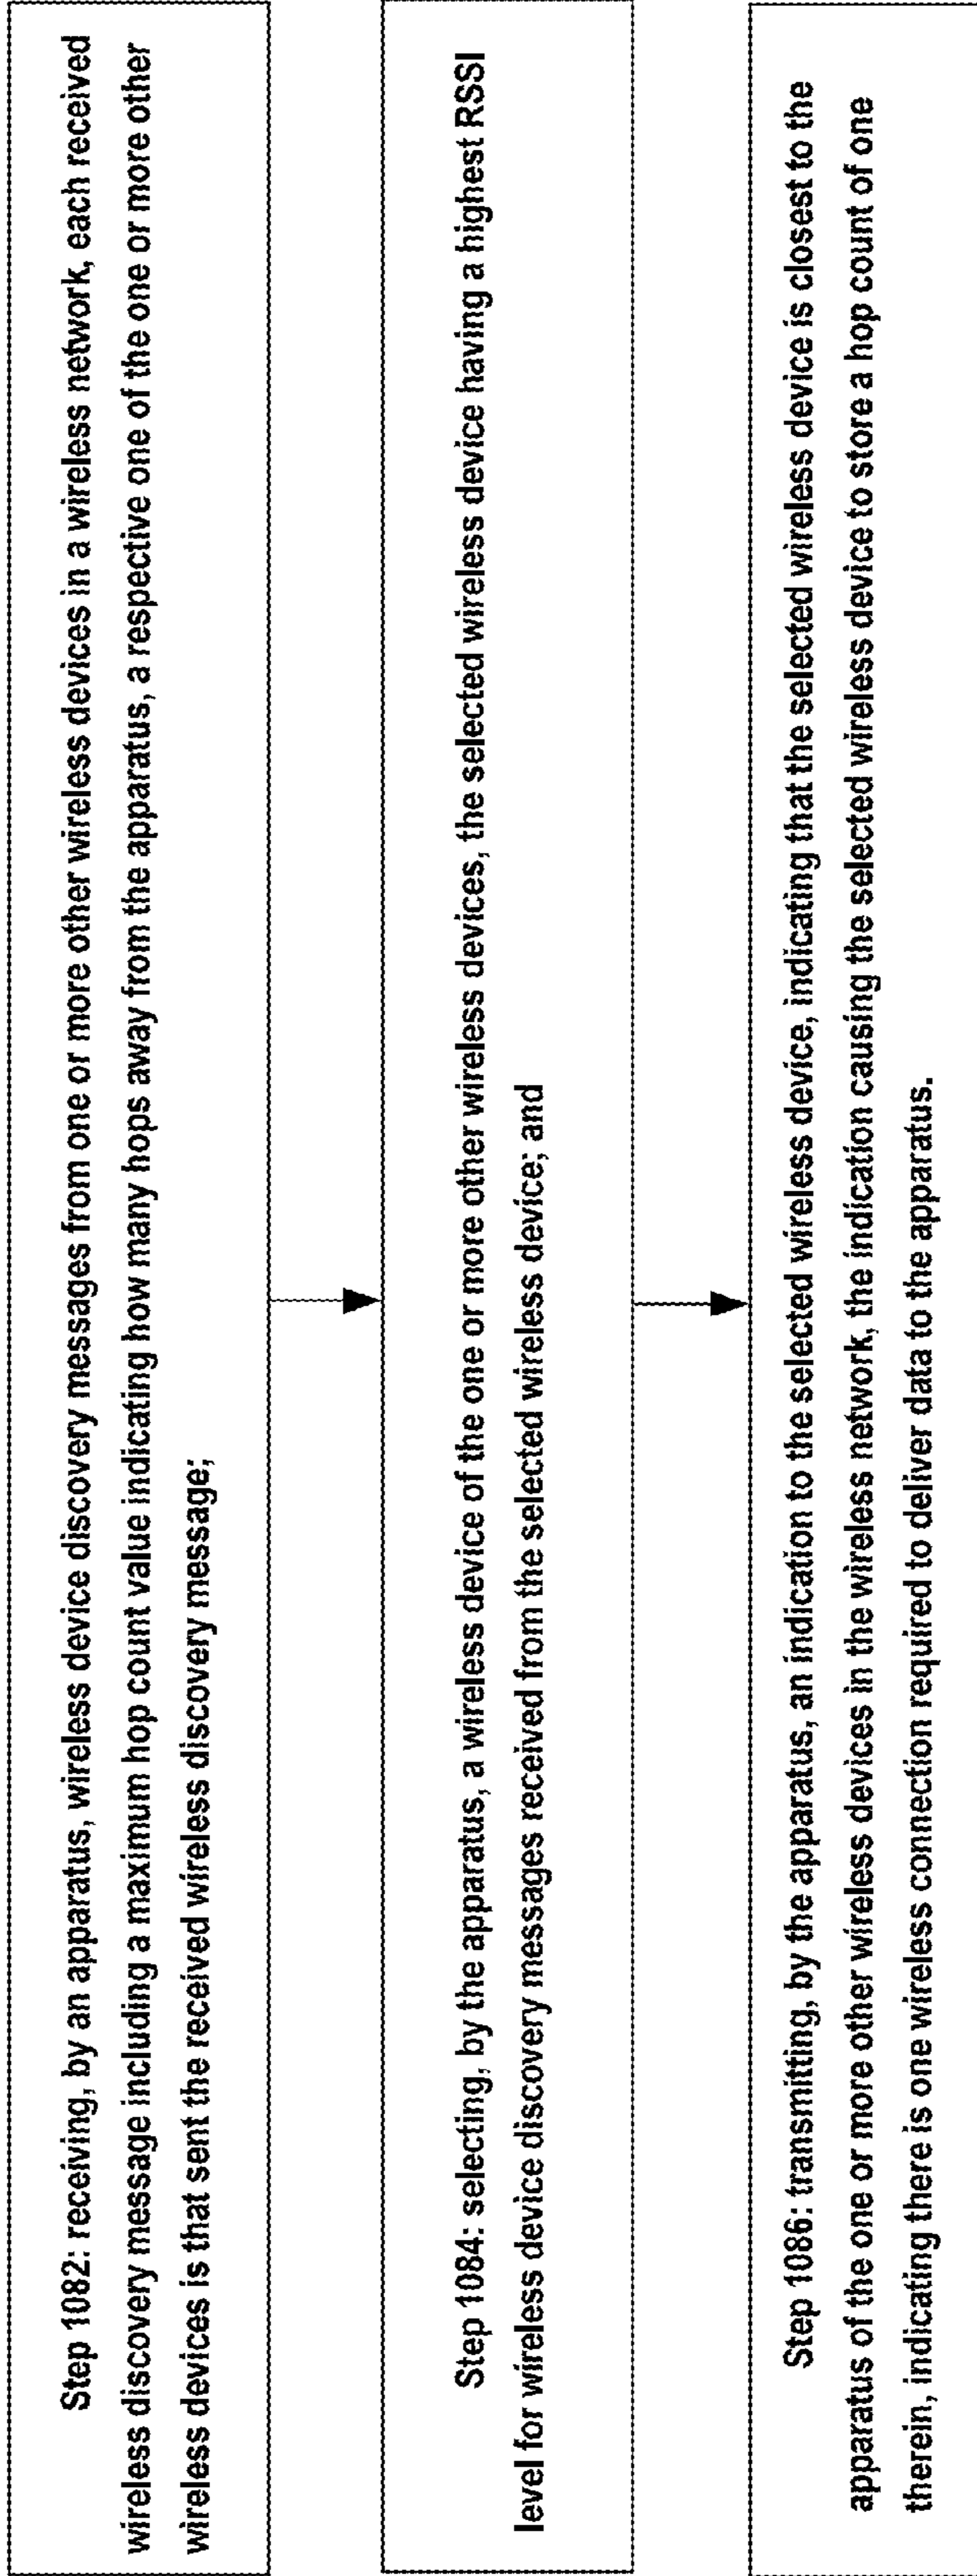 Step 1082: receiving, by an apparatus, wireless device discovery messages from one or more other wireless devices in a wireless network, each received
wireless discovery message including a maximum hop count value indicating how many hops away from the apparatus, a respective one of the one or more other
wireless devices is that sent the received wireless discovery message;
Step 1084: selecting, by the apparatus, a wireless device of the one or more other wireless devices, the selected wireless device having a highest RSSI
level for wireless device discovery messages received from the selected wireless device; and
Step 1086: transmitting, by the apparatus, an indication to the selected wireless device, indicating that the selected wireless device is closest to the
apparatus of the one or more other wireless devices in the wireless network, the indication causing the selected wireless device to store a hop count of one
therein, indicating there is one wireless connection required to deliver data to the apparatus.